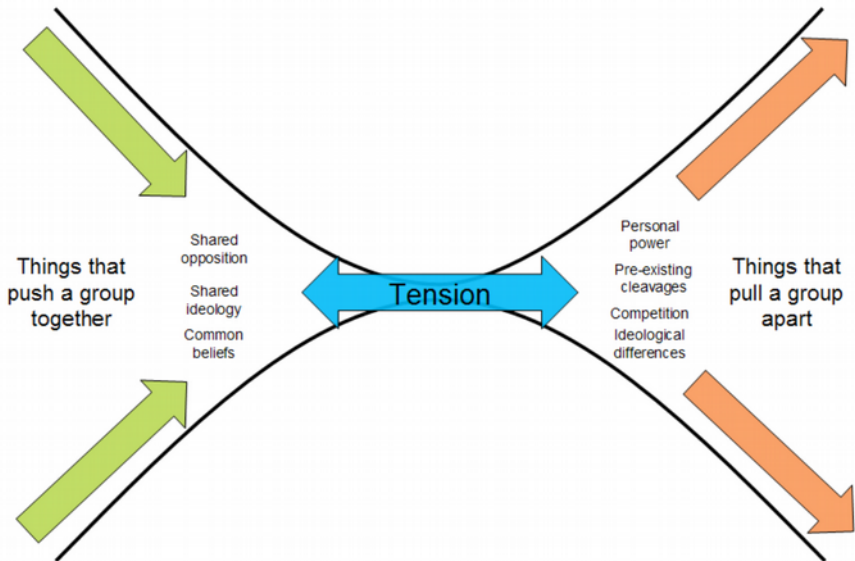 Things that
push a group
together
Shared
opposition
Shared
ideology
Common
beliefs
Tension
Personal
power
Pre-existing
cleavages
Competition
Ideological
differences
Things that
pull a group
apart